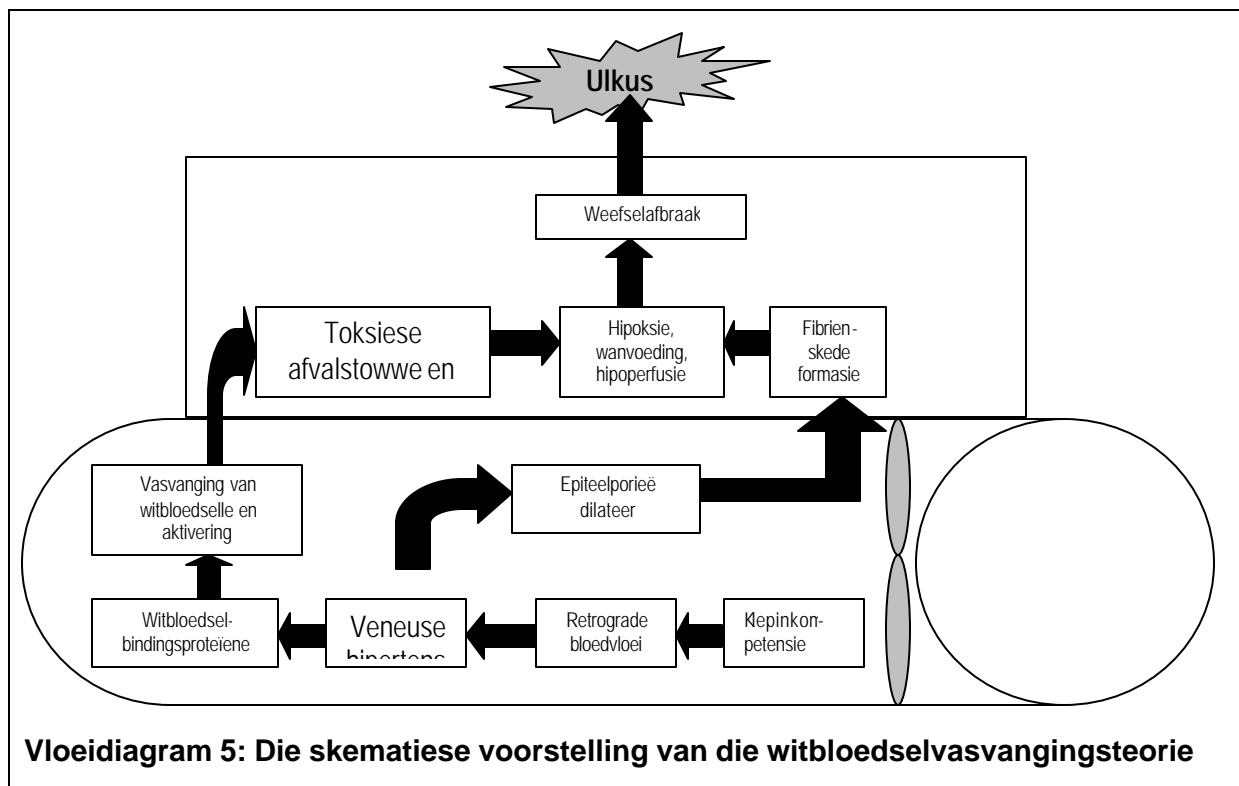 Ulkus
Weefselafbraak
Toksiese
afvalstowwe en
Hipoksie,
wanvoeding,
hipoperfusie
Fibrien-
skede
formasie
Vasvanging van
witbloedselle en
aktivering
Epiteelporieë
dilateer
Witbloedsel-
bindingsproteïene
Veneuse
Retrograde
bloedvloei
Klepinkom-
petensie
Vloeidiagram 5: Die skematiese voorstelling van die witbloedselvasvangingsteorie